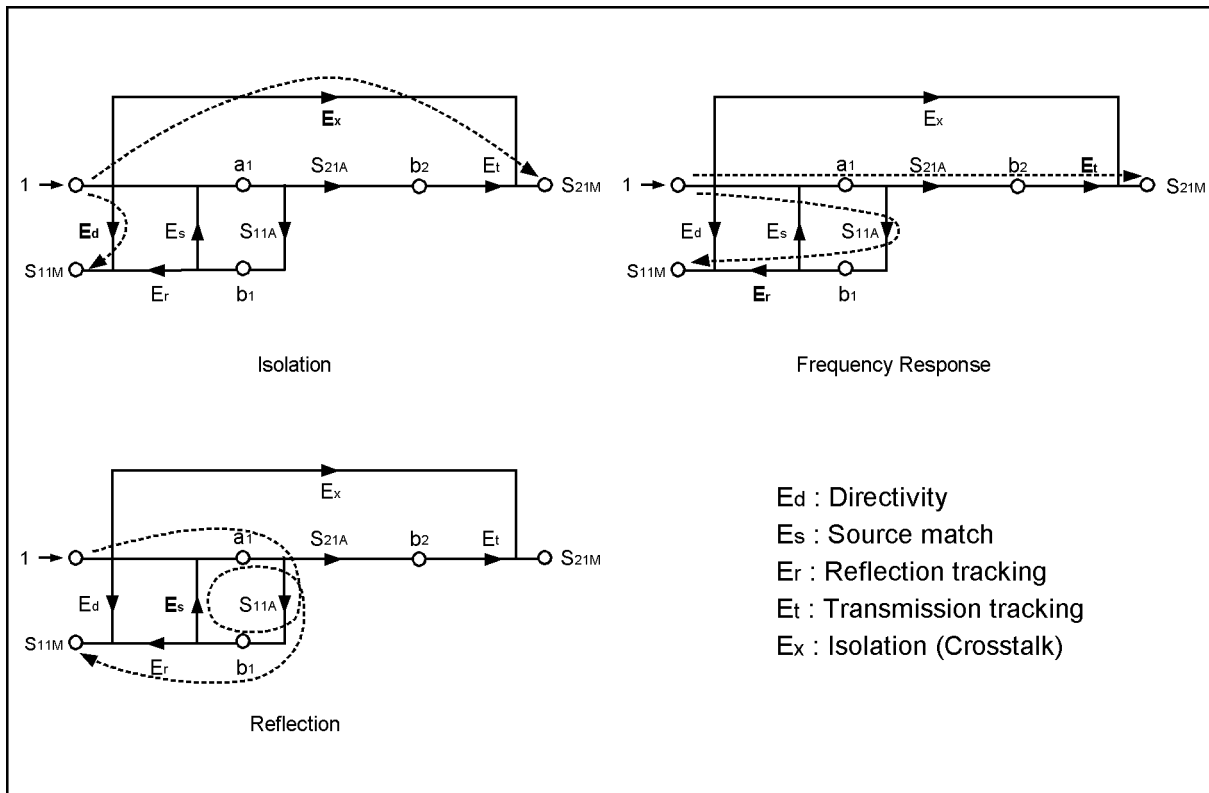 Ex
a1
S21A
b2
Et
1
S21M
Ed
Es
S11A
S11M
Er
b1
Isolation
Ex
a1
S21A
b2
Et
1
S21M
Ed
Es
S11A
S11M
Er
b1
Frequency Response
Ex
a1
S21A
b2
Et
1
S21M
Ed
Es
S11A
S11M
Er
b1
Reflection
Ed : Directivity
Es : Source match
Er : Reflection tracking
Et : Transmission tracking
Ex : Isolation (Crosstalk)